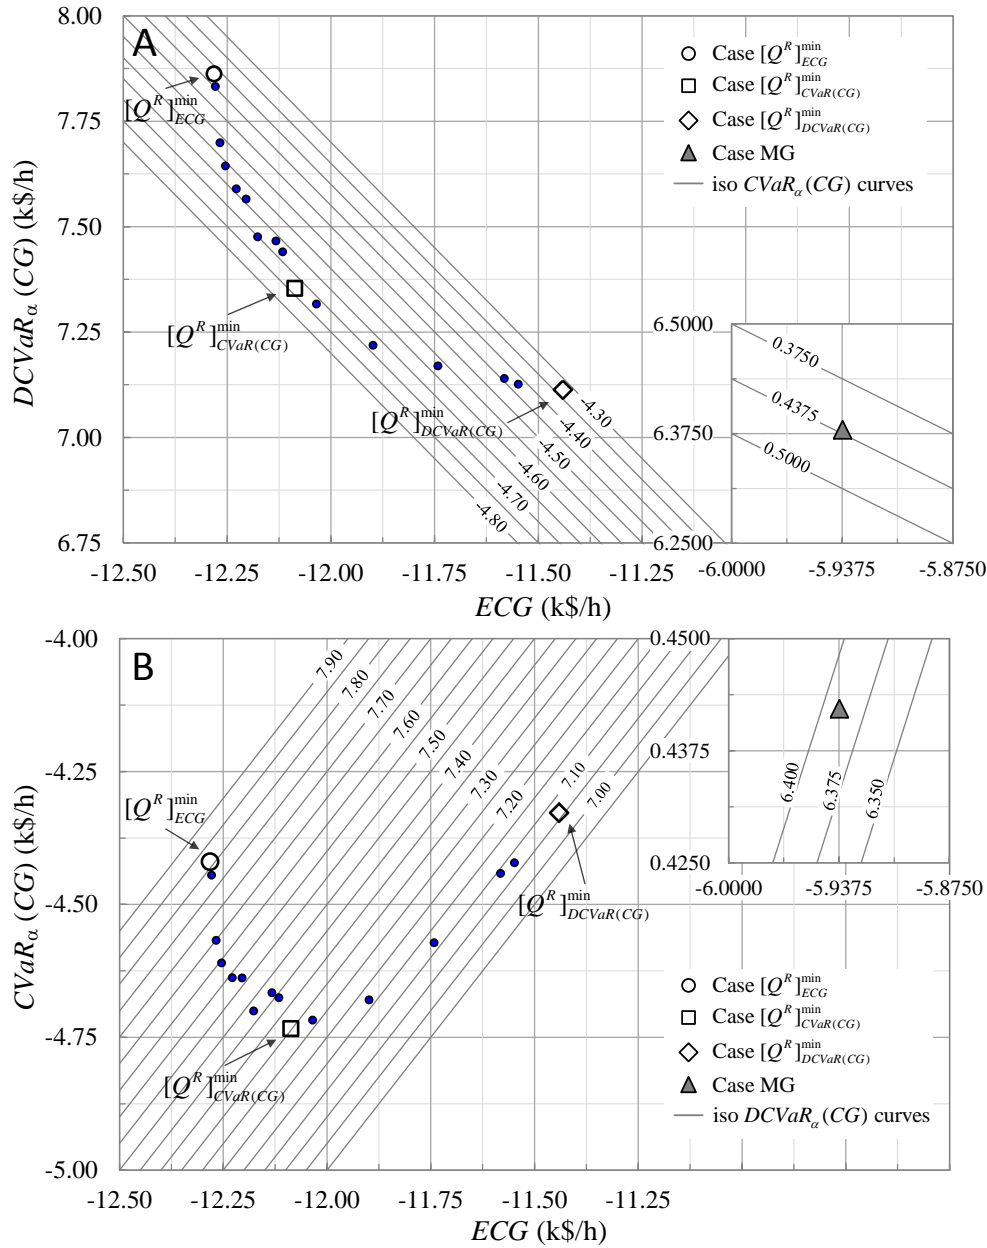 A
8.00
7.75
7.50
7.25
7.00
6.75
DCVaR_α (CG) (k$/h)
[Q^R]^min_ECG
[Q^R]^min_CVaR(CG)
[Q^R]^min_DCVaR(CG)
Case [Q^R]^min_ECG
Case [Q^R]^min_CVaR(CG)
Case [Q^R]^min_DCVaR(CG)
Case MG
iso CVaR_α(CG) curves
-4.30
-4.40
-4.50
-4.60
-4.70
-4.80
6.5000
6.3750
6.2500
0.3750
0.4375
0.5000
-6.0000 -5.9375 -5.8750
-12.50 -12.25 -12.00 -11.75 -11.50 -11.25
ECG (k$/h)
B
-4.00
-4.25
-4.50
-4.75
-5.00
CVaR_α (CG) (k$/h)
7.90
7.80
7.70
7.60
7.50
7.40
7.30
7.20
7.10
7.00
[Q^R]^min_ECG
[Q^R]^min_DCVaR(CG)
[Q^R]^min_CVaR(CG)
0.4500
0.4375
0.4250
6.400
6.375
6.350
-6.0000 -5.9375 -5.8750
Case [Q^R]^min_ECG
Case [Q^R]^min_CVaR(CG)
Case [Q^R]^min_DCVaR(CG)
Case MG
iso DCVaR_α(CG) curves
-12.50 -12.25 -12.00 -11.75 -11.50 -11.25
ECG (k$/h)